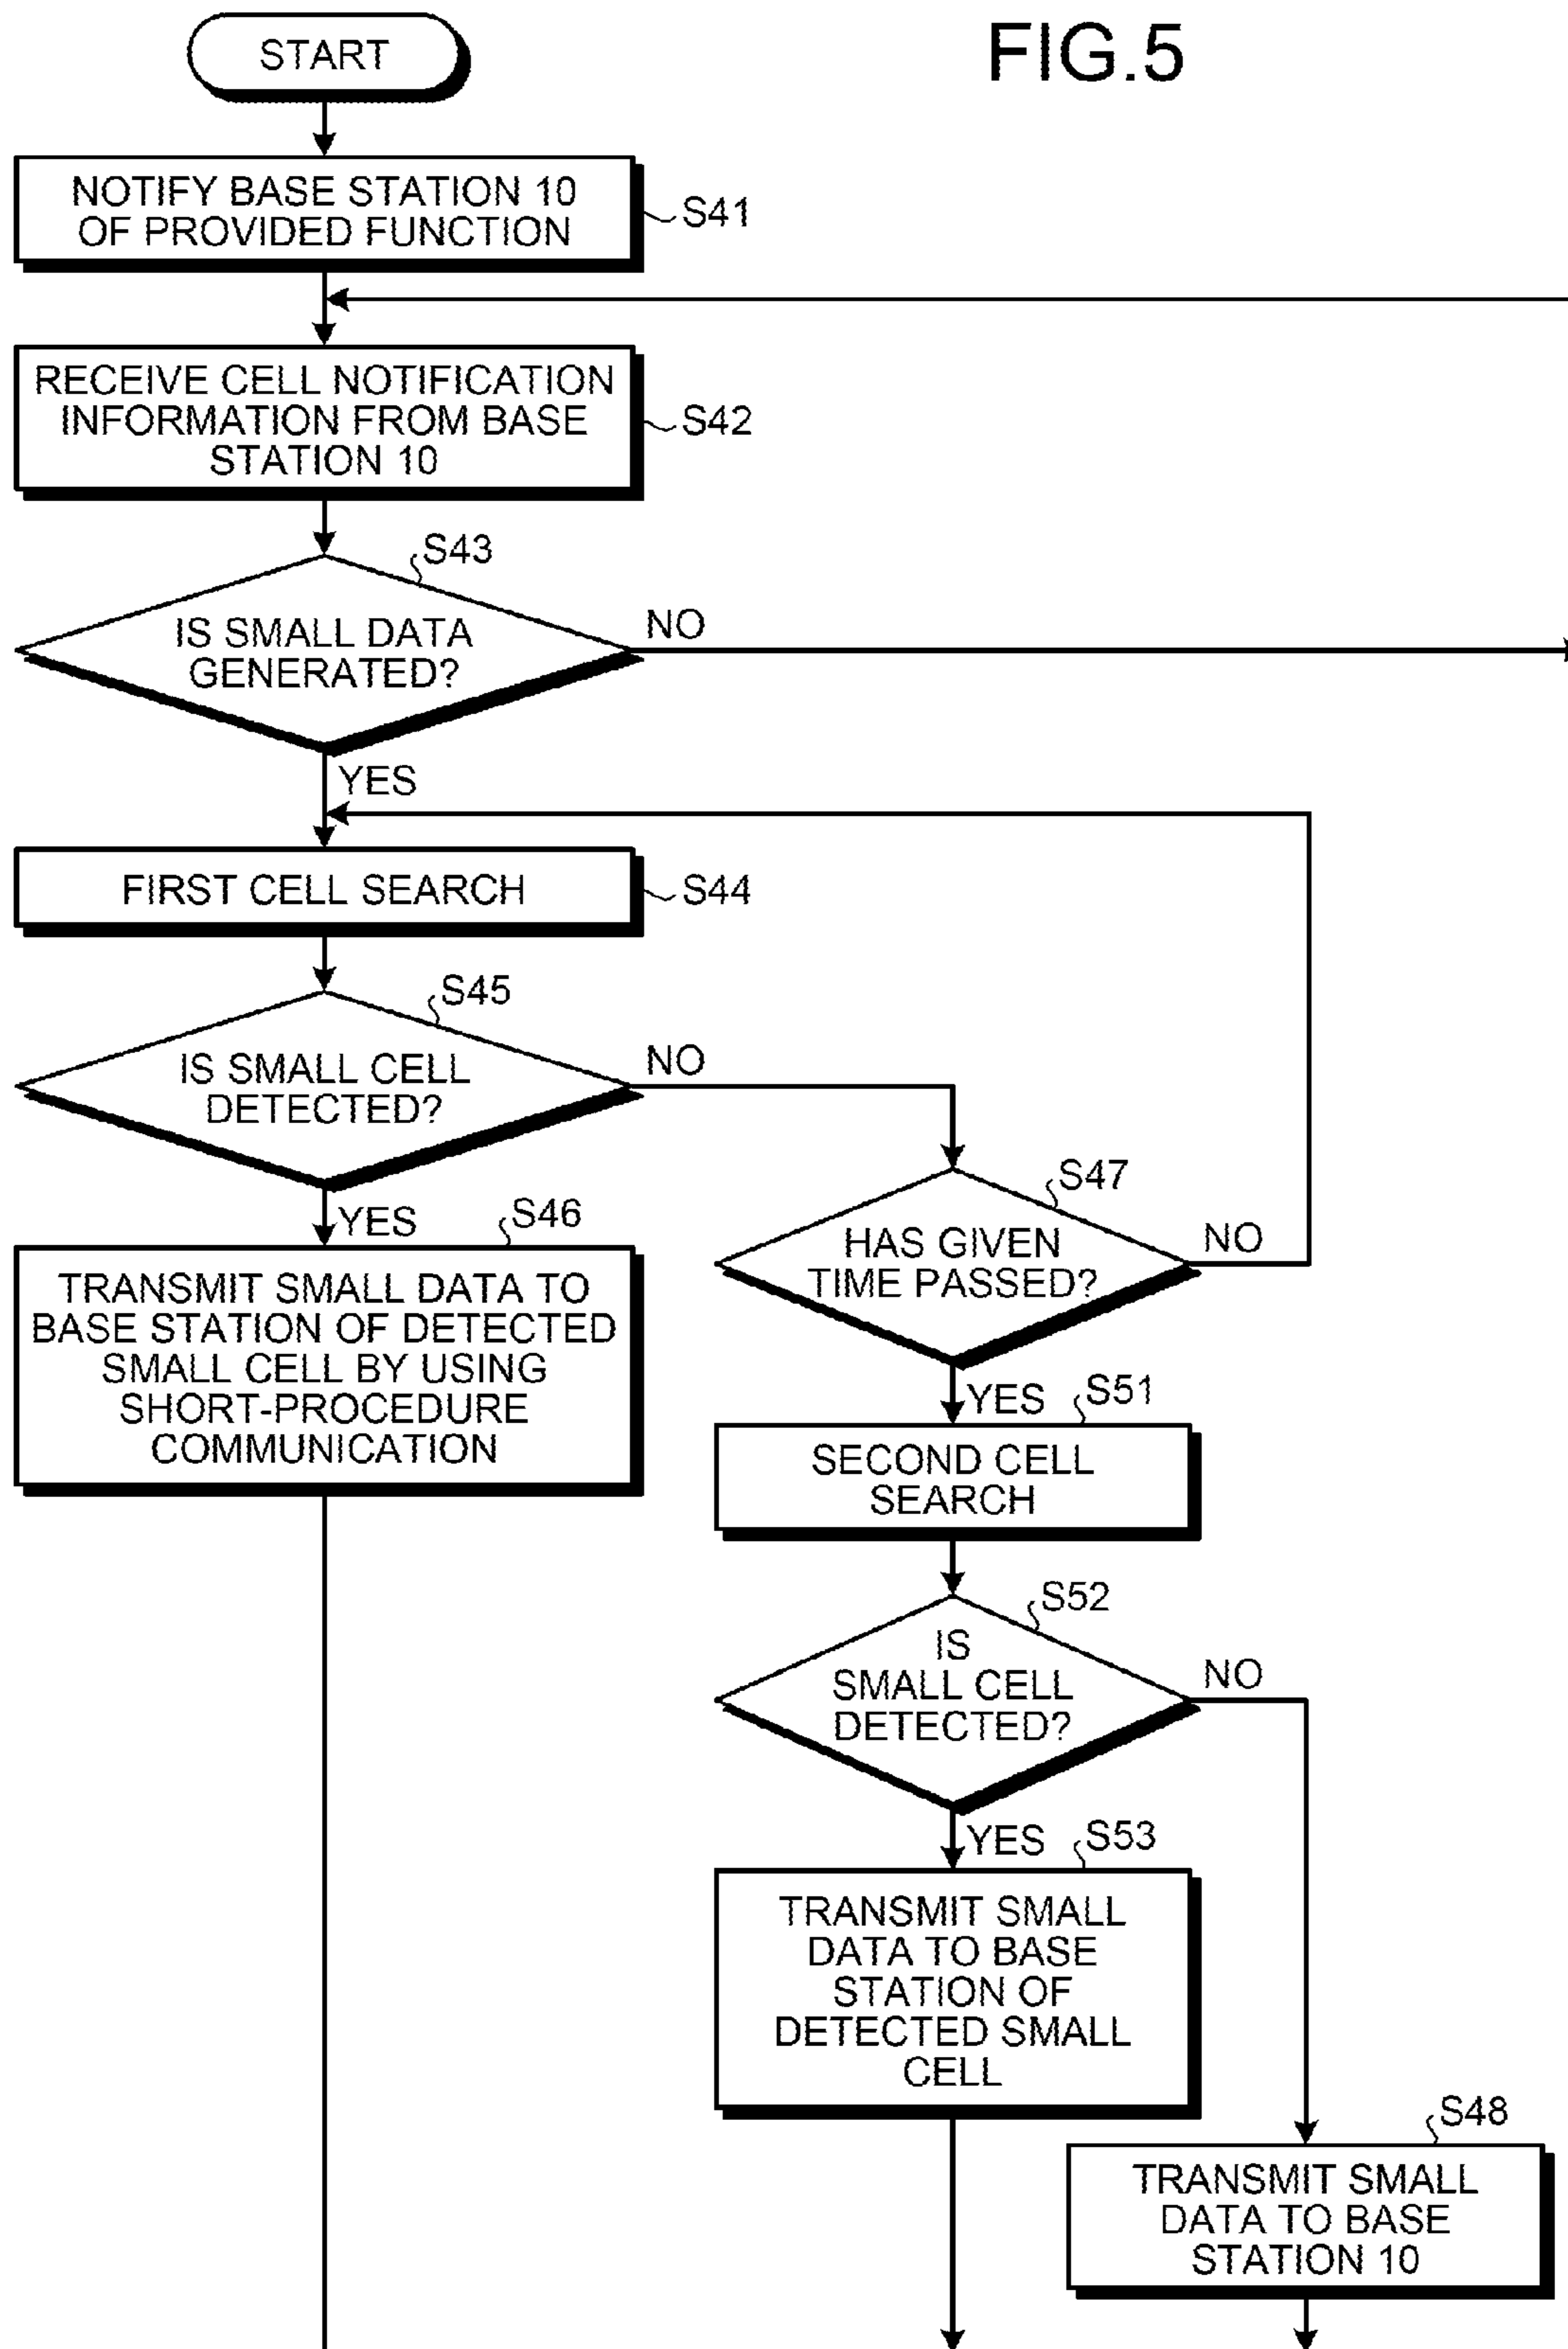 FIG.5
START
NOTIFY BASE STATION 10
OF PROVIDED FUNCTION
S41
RECEIVE CELL NOTIFICATION
INFORMATION FROM BASE
STATION 10
S42
S43
IS SMALL DATA
GENERATED?
NO
YES
FIRST CELL SEARCH
S44
S45
IS SMALL CELL
DETECTED?
NO
YES
S46
TRANSMIT SMALL DATA TO
BASE STATION OF DETECTED
SMALL CELL BY USING
SHORT-PROCEDURE
COMMUNICATION
S47
HAS GIVEN
TIME PASSED?
NO
YES
S51
SECOND CELL
SEARCH
S52
IS
SMALL CELL
DETECTED?
NO
YES
S53
TRANSMIT SMALL
DATA TO BASE
STATION OF
DETECTED SMALL
CELL
S48
TRANSMIT SMALL
DATA TO BASE
STATION 10